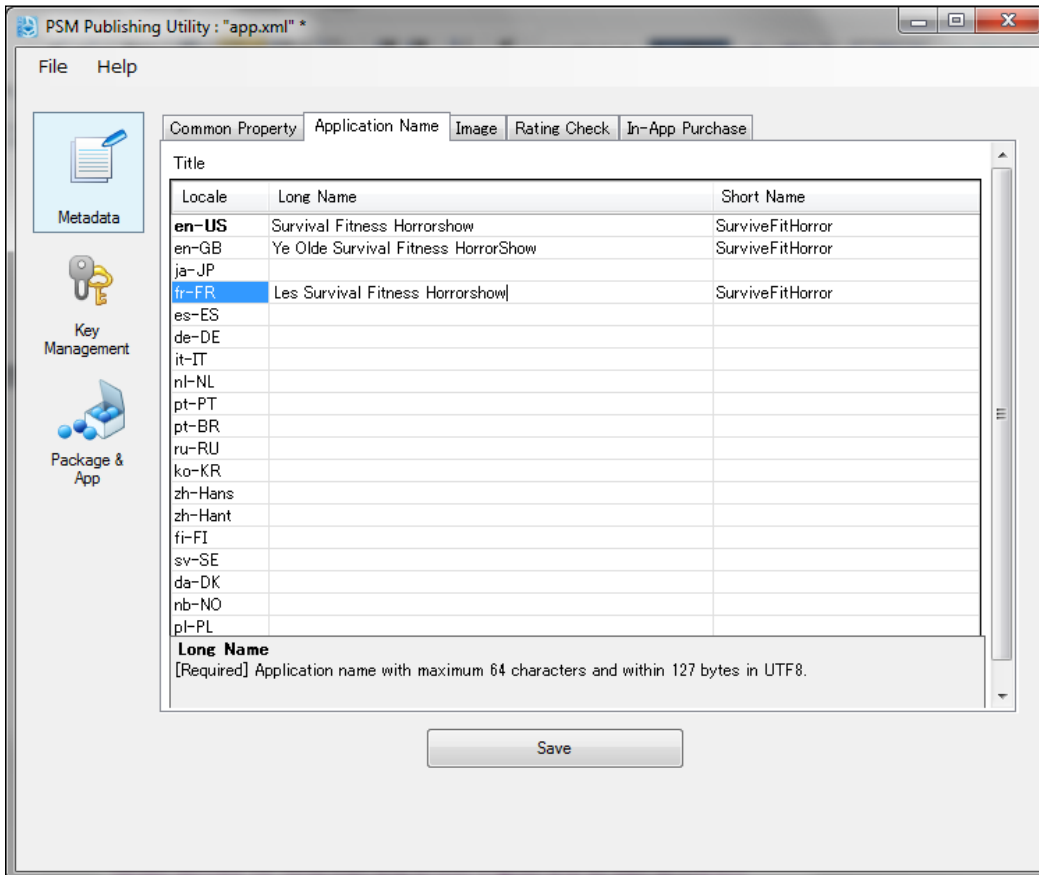 PSM Publishing Utility : "app.xml" *
File Help
Common Property Application Name Image Rating Check In-App Purchase
Title
Locale Long Name Short Name
en-US Survival Fitness Horrorshow SurviveFitHorror
en-GB Ye Olde Survival Fitness HorrorShow SurviveFitHorror
ja-JP
fr-FR Les Survival Fitness Horrorshow SurviveFitHorror
es-ES
de-DE
it-IT
nl-NL
pt-PT
pt-BR
ru-RU
ko-KR
zh-Hans
zh-Hant
fi-FI
sv-SE
da-DK
nb-NO
pl-PL
Long Name
[Required] Application name with maximum 64 characters and within 127 bytes in UTF8.
Metadata
Key
Management
Package &
App
Save